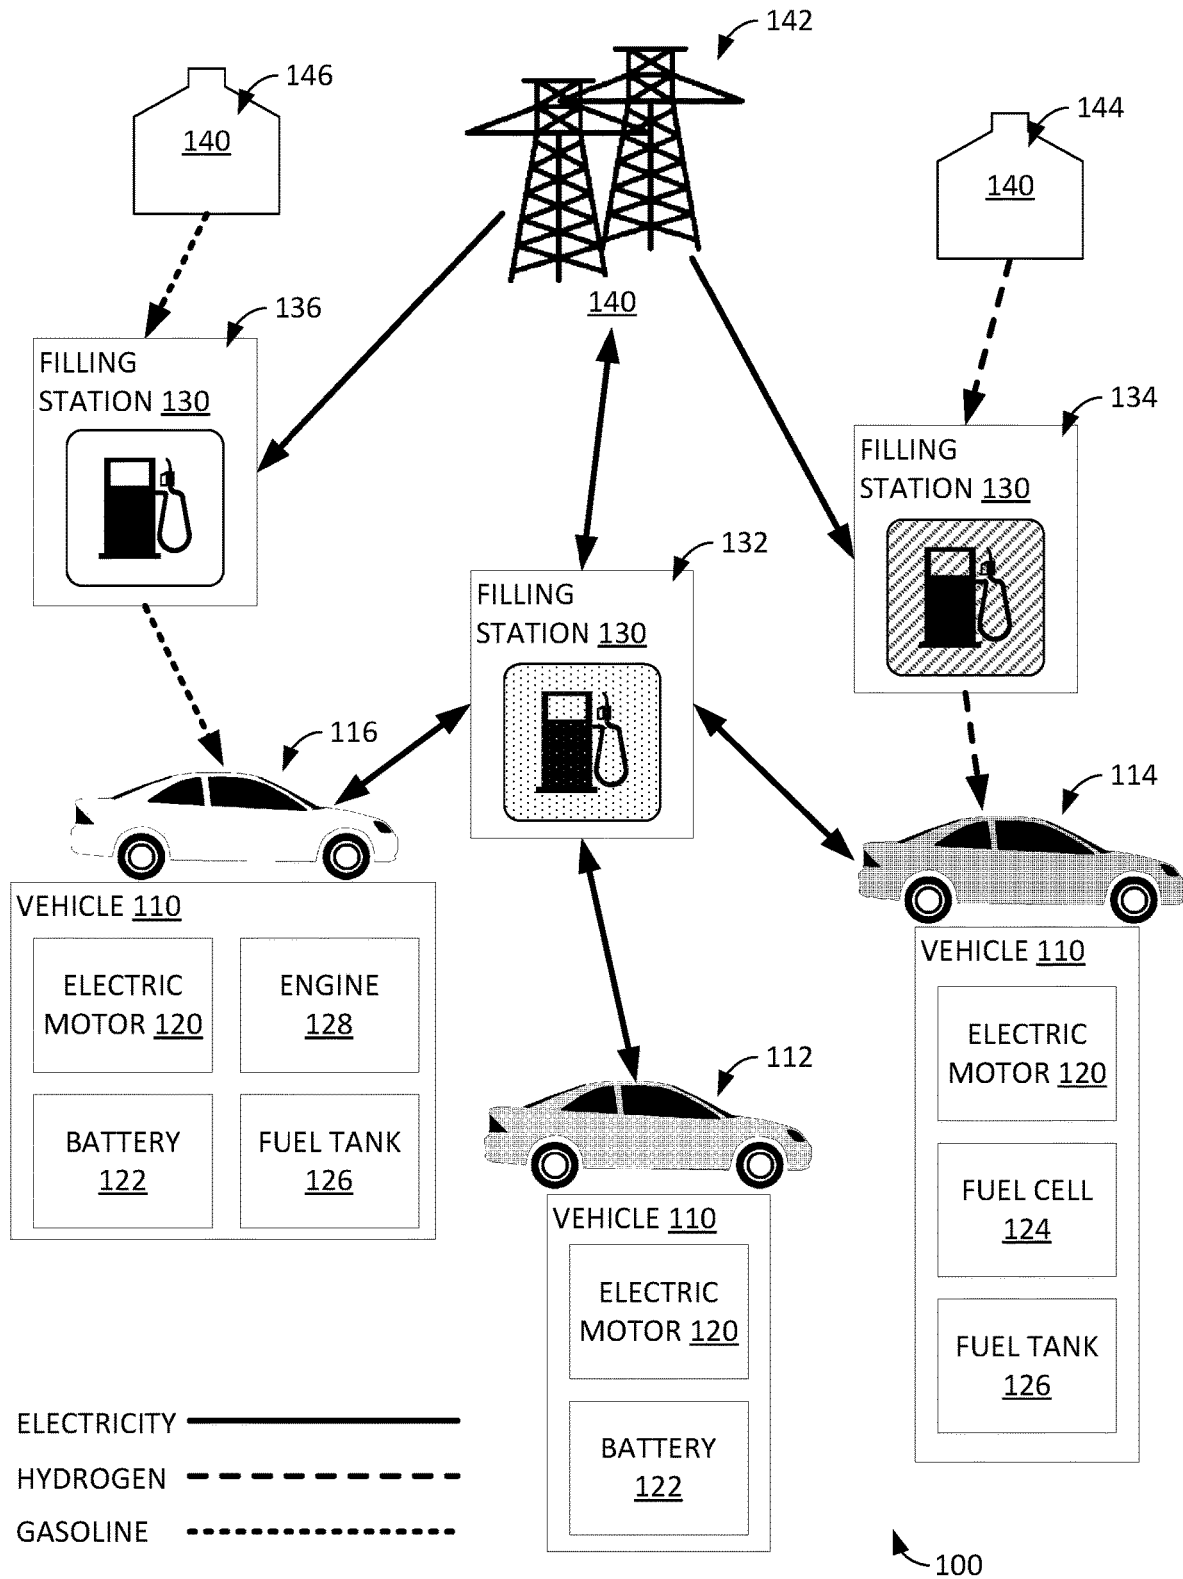 142
146
140
144
140
140
136
FILLING
STATION 130
134
FILLING
STATION 130
132
FILLING
STATION 130
116
114
VEHICLE 110
ELECTRIC
MOTOR 120
ENGINE
128
BATTERY
122
FUEL TANK
126
112
VEHICLE 110
ELECTRIC
MOTOR 120
BATTERY
122
VEHICLE 110
ELECTRIC
MOTOR 120
FUEL CELL
124
FUEL TANK
126
ELECTRICITY
HYDROGEN
GASOLINE
100